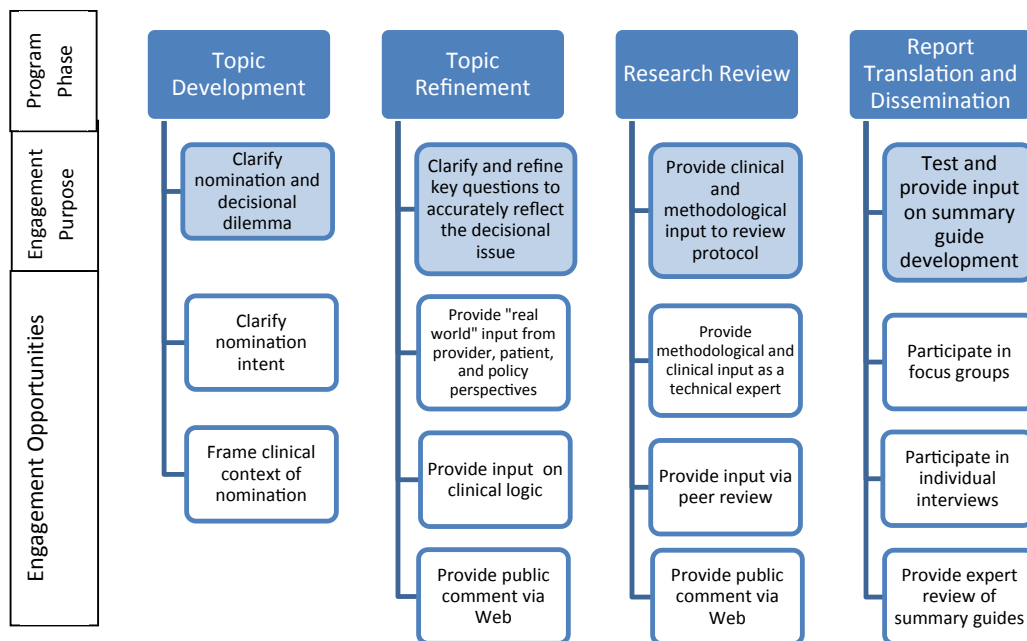 Program
Phase
Engagement
Purpose
Engagement Opportunities
Topic
Development
Clarify
nomination and
decisional
dilemma
Clarify
nomination
intent
Frame clinical
context of
nomination
Topic
Refinement
Clarify and refine
key questions to
accurately reflect
the decisional
issue
Provide "real
world" input from
provider, patient,
and policy
perspectives
Provide input on
clinical logic
Provide public
comment via
Web
Research Review
Provide clinical
and
methodological
input to review
protocol
Provide
methodological and
clinical input as a
technical expert
Provide input via
peer review
Provide public
comment via
Web
Report
Translation and
Dissemination
Test and
provide input
on summary
guide
development
Participate in
focus groups
Participate in
individual
interviews
Provide expert
review of
summary guides